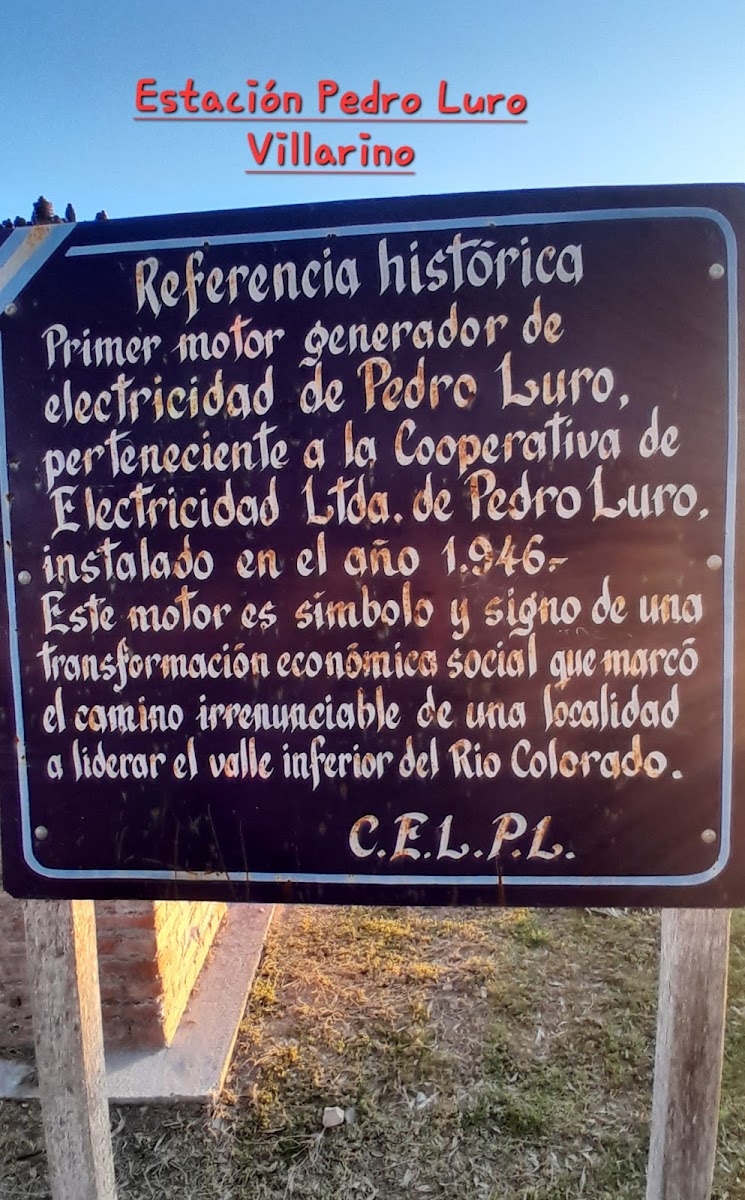 Estación Pedro Luro
Villarino
Referencia histórica
Primer motor generador de
electricidad de Pedro Luro,
perteneciente a la Cooperativa de
Electricidad Ltda. de Pedro Luro,
instalado en el año 1.946.-
Este motor es símbolo y signo de una
transformación económica social que marcó
el camino irrenunciable de una localidad
a liderar el valle inferior del Rio Colorado.
C.E.L.P.L.